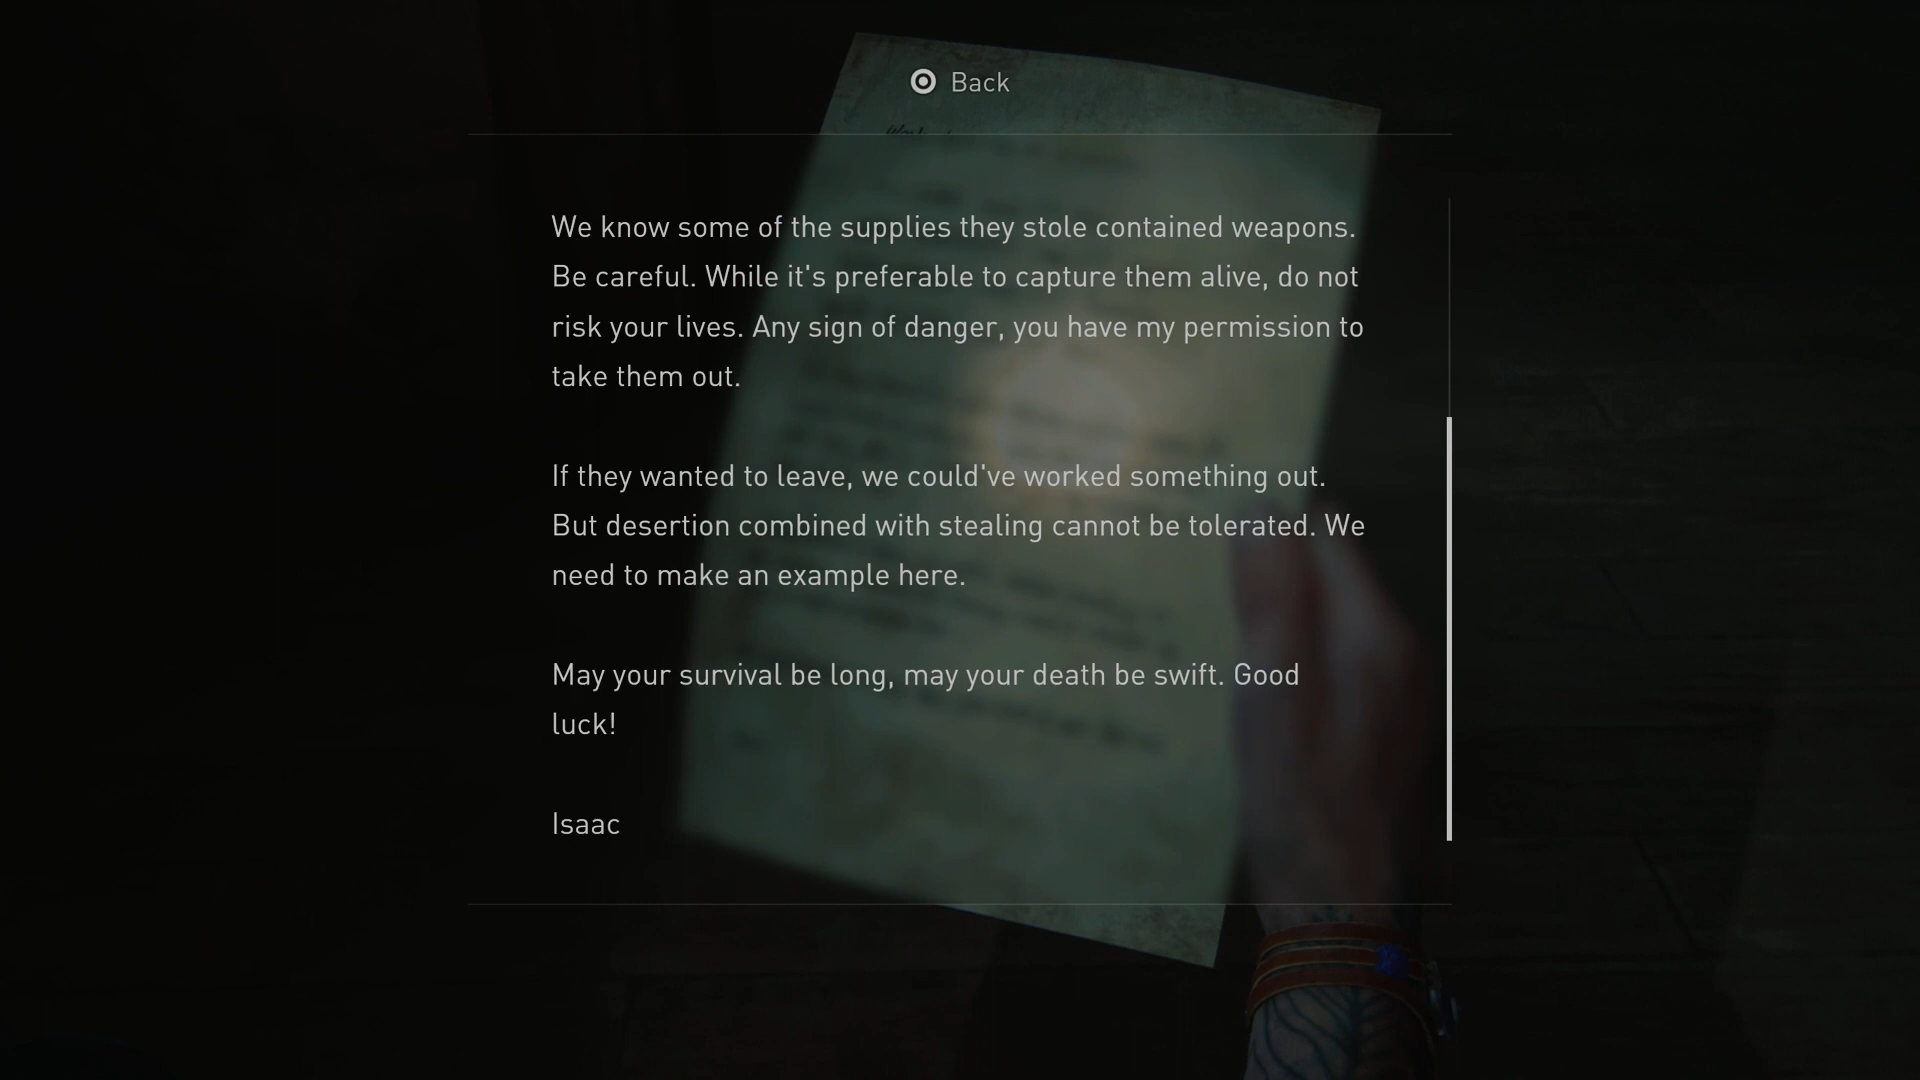 Back
We know some of the supplies they stole contained weapons.
Be careful. While it's preferable to capture them alive, do not
risk your lives. Any sign of danger, you have my permission to
take them out.
If they wanted to leave, we could've worked something out.
But desertion combined with stealing cannot be tolerated. We
need to make an example here.
May your survival be long, may your death be swift. Good
luck!
Isaac